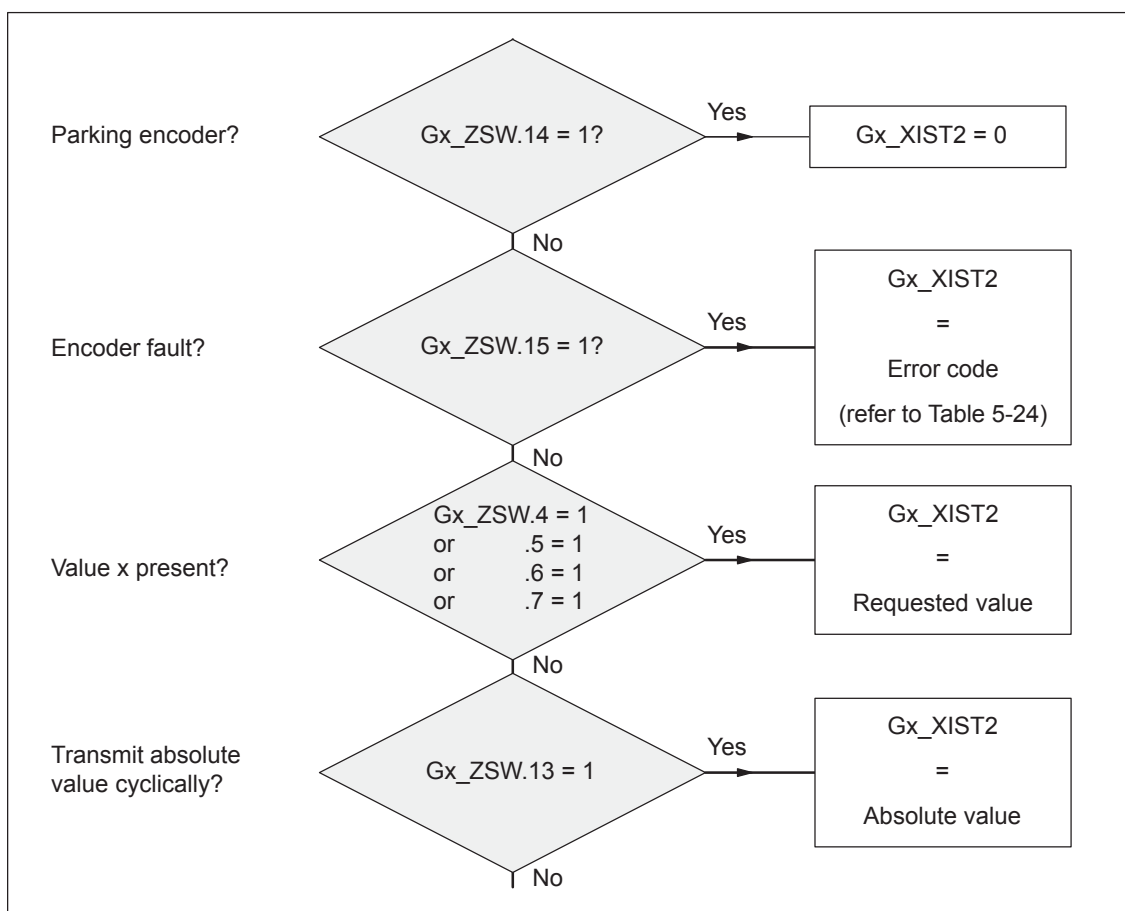 Parking encoder?
Gx_ZSW.14 = 1?
Yes
Gx_XIST2 = 0
No
Encoder fault?
Gx_ZSW.15 = 1?
Yes
Gx_XIST2
=
Error code
(refer to Table 5-24)
No
Value x present?
Gx_ZSW.4 = 1
or .5 = 1
or .6 = 1
or .7 = 1
Yes
Gx_XIST2
=
Requested value
No
Transmit absolute
value cyclically?
Gx_ZSW.13 = 1
Yes
Gx_XIST2
=
Absolute value
No